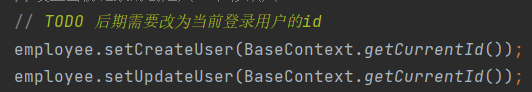 // TODO 后期需要改为当前登录用户的id
employee.setCreateUser(BaseContext.getCurrentId());
employee.setUpdateUser(BaseContext.getCurrentId());